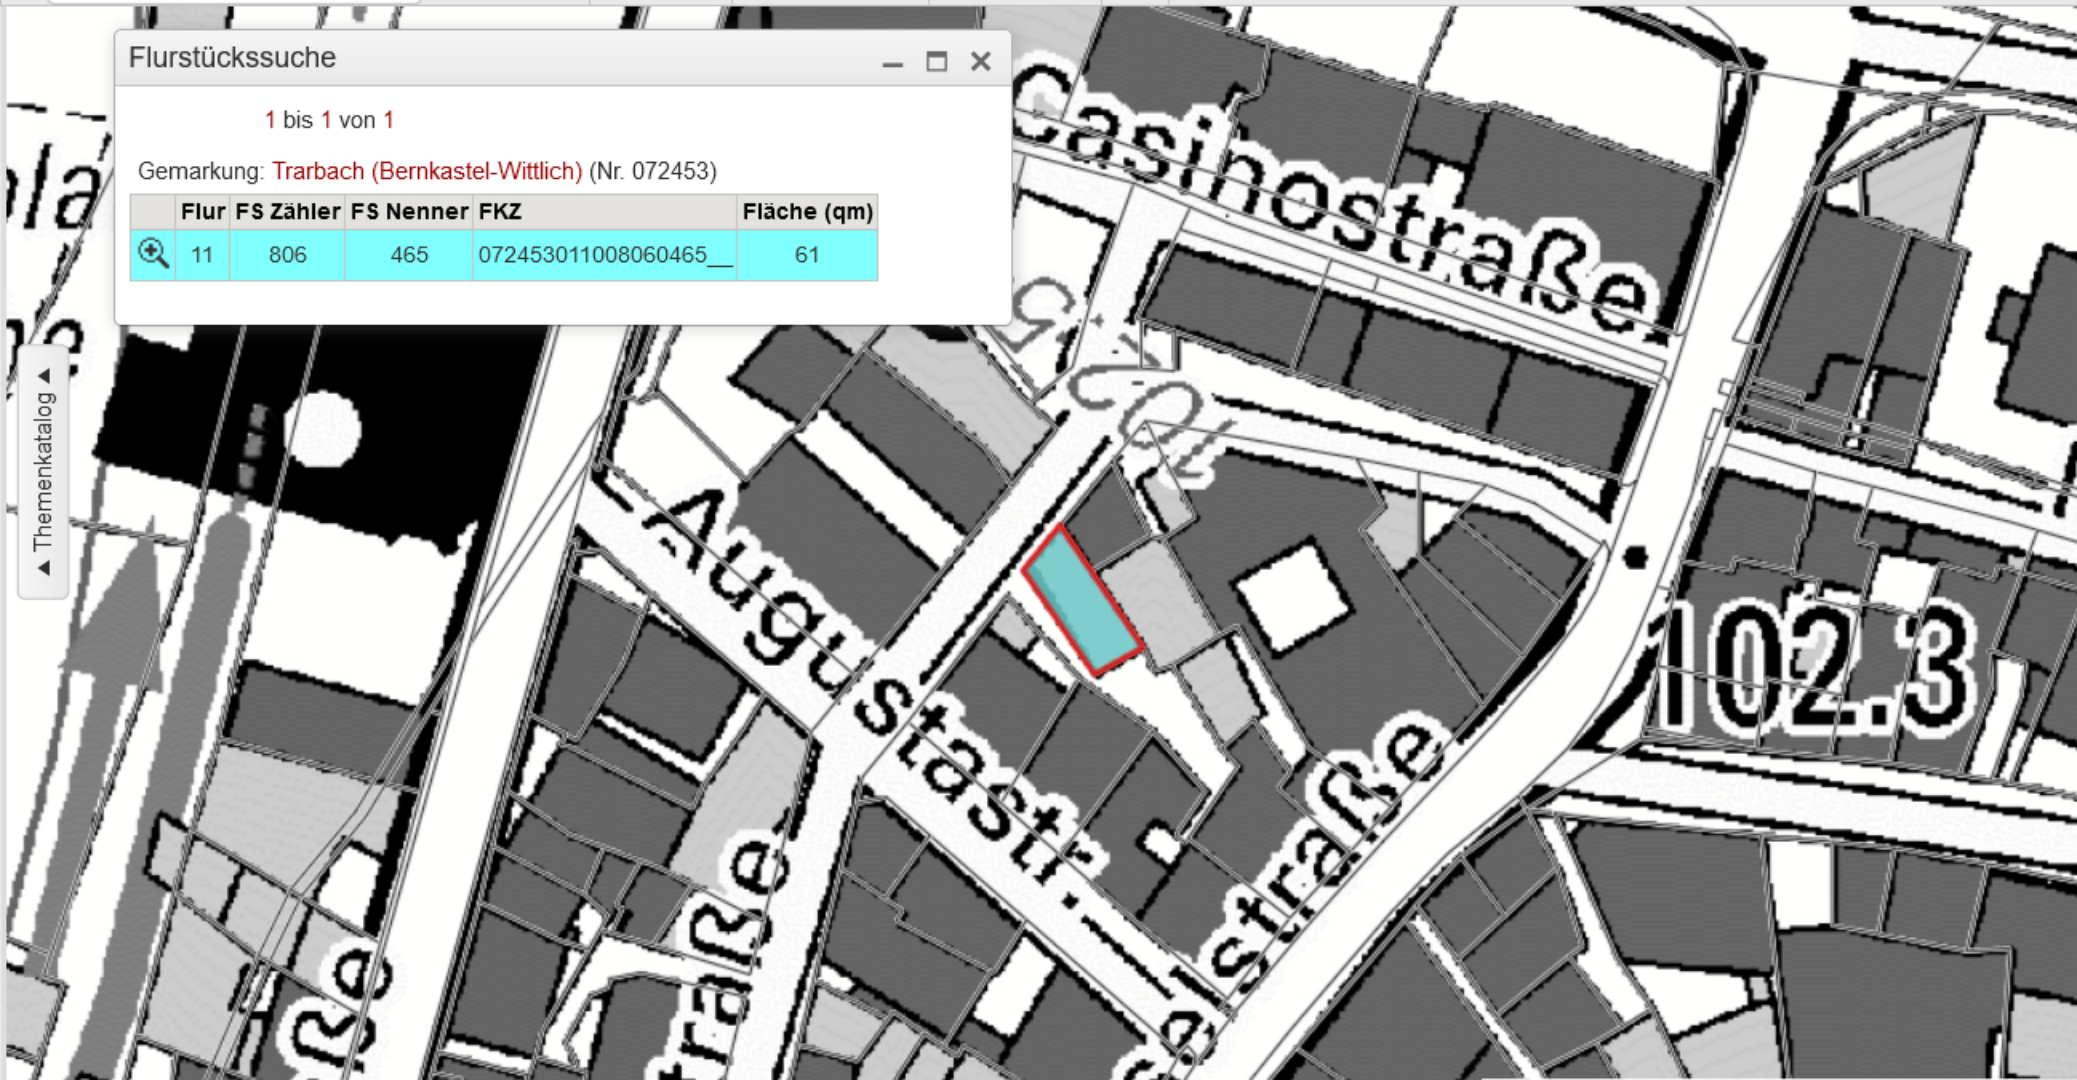 Flurstückssuche
1 bis 1 von 1
Gemarkung: Trarbach (Bernkastel-Wittlich) (Nr. 072453)
Flur FS Zähler FS Nenner FKZ Fläche (qm)
11 806 465 072453011008060465__ 61
Themenkatalog
Casinostraße
Augustastr.
102.3
straße
straße